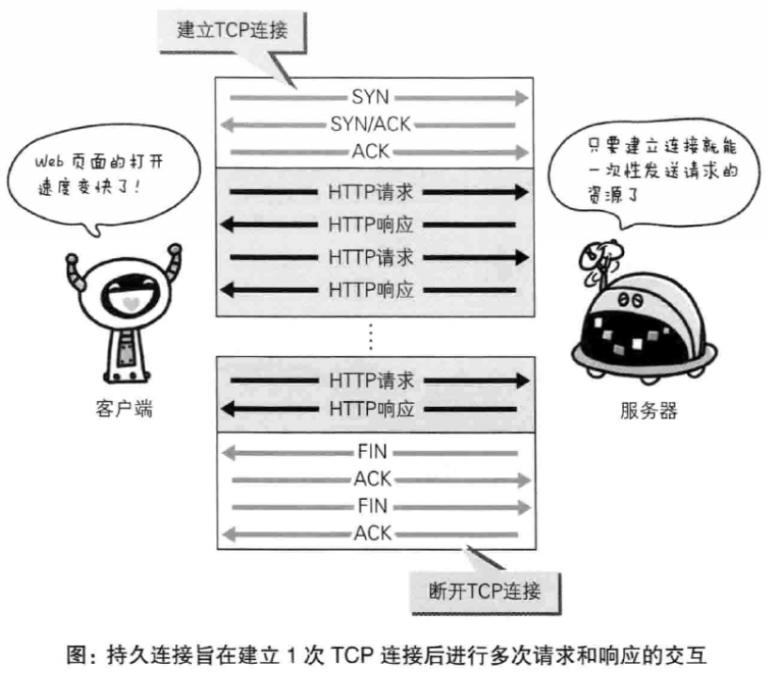 建立TCP连接
SYN
SYN/ACK
ACK
Web 页面的打开
速度变快了!
只要建立连接就能
一次性发送请求的
资源了
HTTP请求
HTTP响应
HTTP请求
HTTP响应
HTTP请求
HTTP响应
客户端
服务器
FIN
ACK
FIN
ACK
断开TCP连接
图：持久连接旨在建立 1 次 TCP 连接后进行多次请求和响应的交互